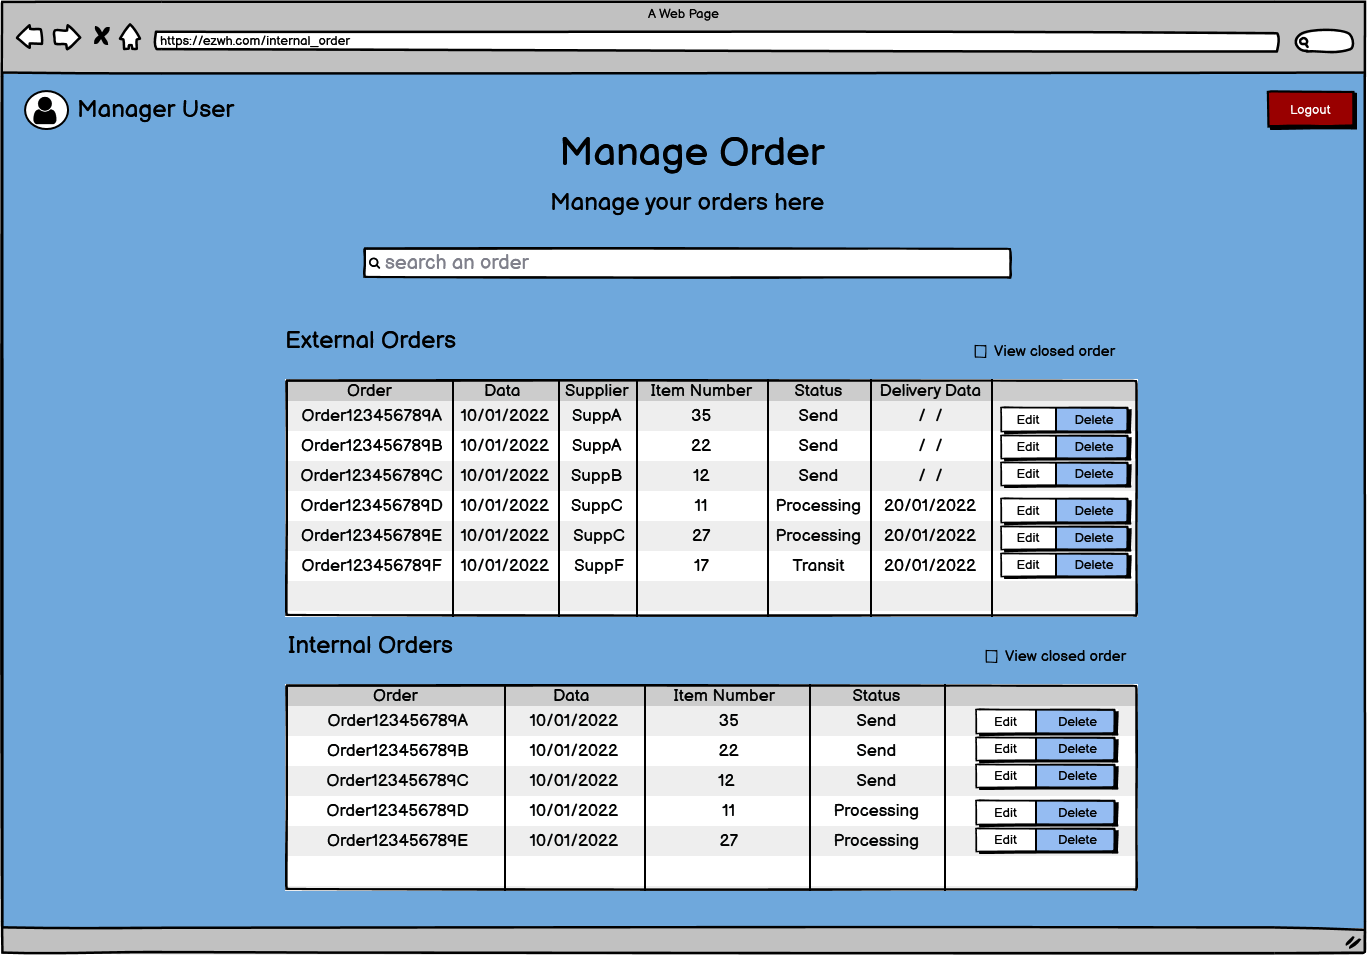 A Web Page
https://ezwh.com/internal_order
Manager User
Logout
Manage Order
Manage your orders here
search an order
External Orders
View closed order
Order Data Supplier Item Number Status Delivery Data
Order123456789A 10/01/2022 SuppA 35 Send / / Edit Delete
Order123456789B 10/01/2022 SuppA 22 Send / / Edit Delete
Order123456789C 10/01/2022 SuppB 12 Send / / Edit Delete
Order123456789D 10/01/2022 SuppC 11 Processing 20/01/2022 Edit Delete
Order123456789E 10/01/2022 SuppC 27 Processing 20/01/2022 Edit Delete
Order123456789F 10/01/2022 SuppF 17 Transit 20/01/2022 Edit Delete
Internal Orders
View closed order
Order Data Item Number Status
Order123456789A 10/01/2022 35 Send Edit Delete
Order123456789B 10/01/2022 22 Send Edit Delete
Order123456789C 10/01/2022 12 Send Edit Delete
Order123456789D 10/01/2022 11 Processing Edit Delete
Order123456789E 10/01/2022 27 Processing Edit Delete